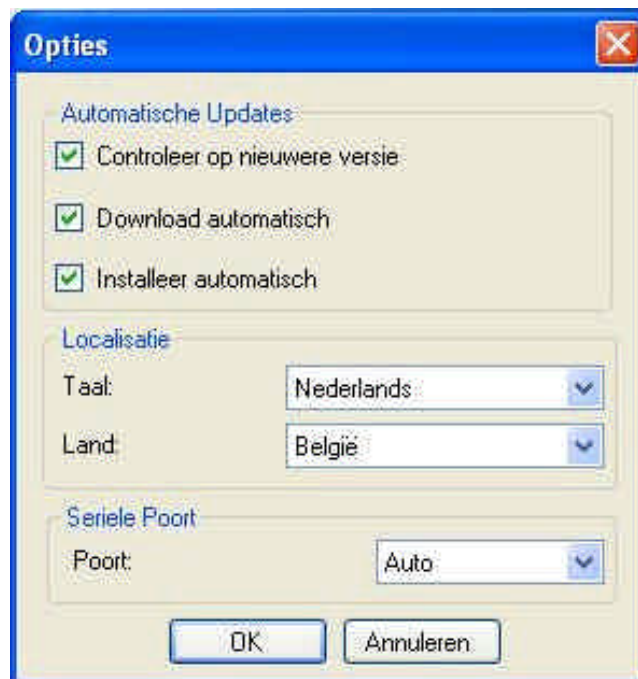 Opties
Automatische Updates
Controleer op nieuwere versie
Download automatisch
Installeer automatisch
Localisatie
Taal: Nederlands
Land: België
Seriele Poort
Poort: Auto
OK Annuleren